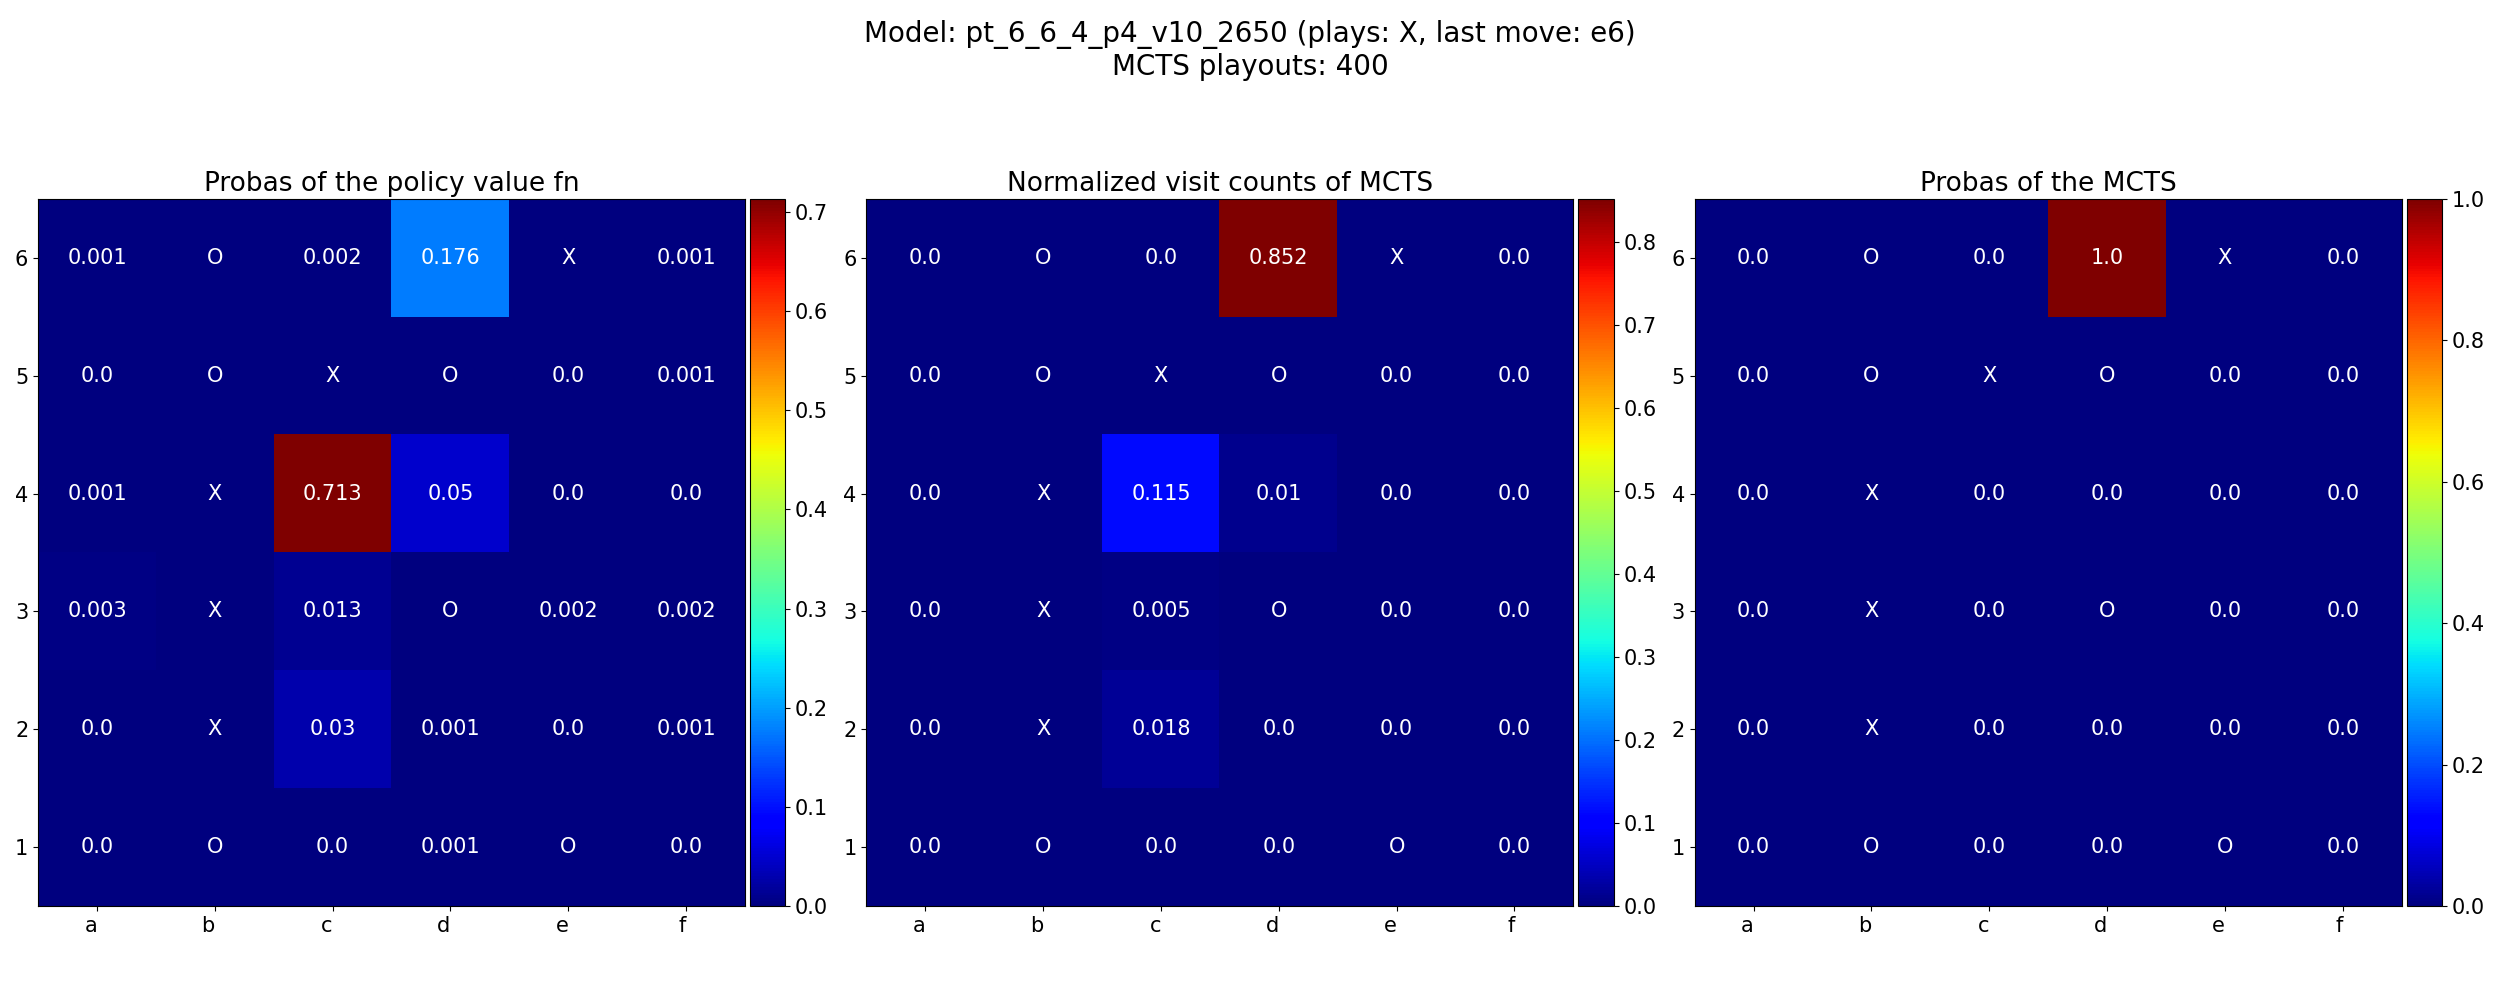 Model: pt_6_6_4_p4_v10_2650 (plays: X, last move: e6)
MCTS playouts: 400
Probas of the policy value fn
6 0.001 O 0.002 0.176 X 0.001
5 0.0 O X O 0.0 0.001
4 0.001 X 0.713 0.05 0.0 0.0
3 0.003 X 0.013 O 0.002 0.002
2 0.0 X 0.03 0.001 0.0 0.001
1 0.0 O 0.0 0.001 O 0.0
a b c d e f
0.7
0.6
0.5
0.4
0.3
0.2
0.1
0.0
Normalized visit counts of MCTS
6 0.0 O 0.0 0.852 X 0.0
5 0.0 O X O 0.0 0.0
4 0.0 X 0.115 0.01 0.0 0.0
3 0.0 X 0.005 O 0.0 0.0
2 0.0 X 0.018 0.0 0.0 0.0
1 0.0 O 0.0 0.0 O 0.0
a b c d e f
0.8
0.7
0.6
0.5
0.4
0.3
0.2
0.1
0.0
Probas of the MCTS
6 0.0 O 0.0 1.0 X 0.0
5 0.0 O X O 0.0 0.0
4 0.0 X 0.0 0.0 0.0 0.0
3 0.0 X 0.0 O 0.0 0.0
2 0.0 X 0.0 0.0 0.0 0.0
1 0.0 O 0.0 0.0 O 0.0
a b c d e f
1.0
0.8
0.6
0.4
0.2
0.0